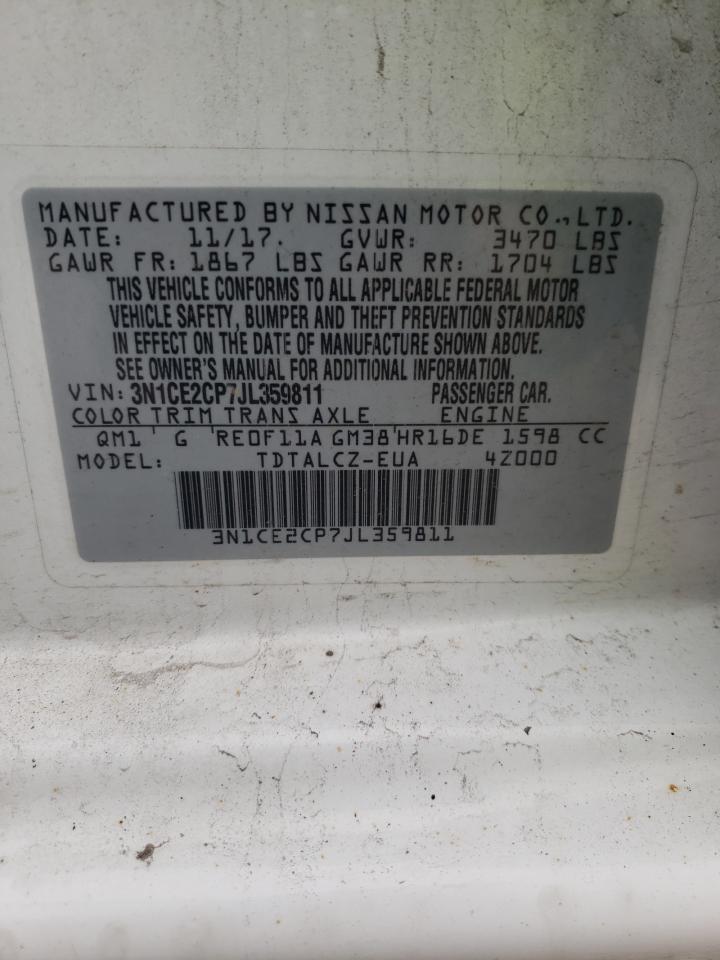 MANUFACTURED BY NISSAN MOTOR CO.,LTD.
DATE: 11/17. GVWR: 3470 LBS
GAWR FR: 1867 LBS GAWR RR: 1704 LBS
THIS VEHICLE CONFORMS TO ALL APPLICABLE FEDERAL MOTOR
VEHICLE SAFETY, BUMPER AND THEFT PREVENTION STANDARDS
IN EFFECT ON THE DATE OF MANUFACTURE SHOWN ABOVE.
SEE OWNER'S MANUAL FOR ADDITIONAL INFORMATION.
VIN: 3N1CE2CP7JL359811 PASSENGER CAR.
COLOR TRIM TRANS AXLE ENGINE
QM1 G RE0F11A GM38 HR16DE 1598 CC
MODEL: TDTALCZ-EUA 4Z000
3N1CE2CP7JL359811